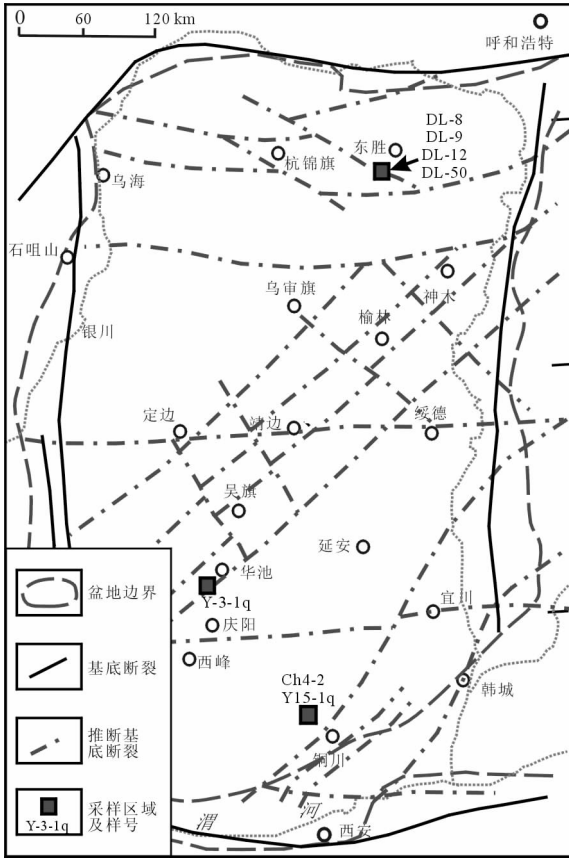 0 60 120 km
呼和浩特
DL-8
DL-9
DL-12
DL-50
东胜
杭锦旗
乌海
石咀山
神木
乌审旗
榆林
银川
定边
靖边
绥德
吴旗
延安
华池
Y-3-1q
宜川
庆阳
西峰
韩城
Ch4-2
Y15-1q
铜川
渭 河
西安
盆地边界
基底断裂
推断基
底断裂
采样区域
及样号
Y-3-1q